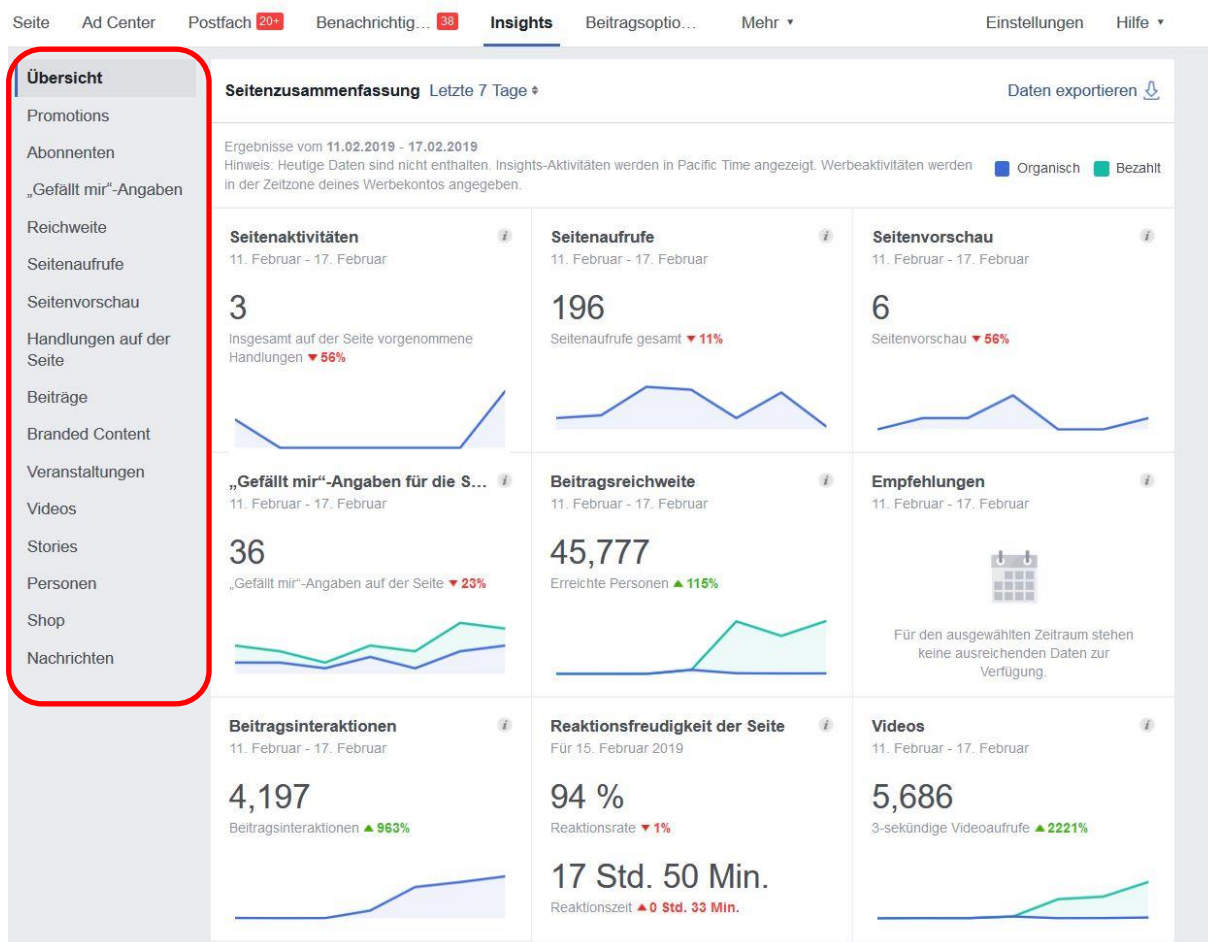 Seite Ad Center Postfach 20+ Benachrichtig… 38 Insights Beitragsoptio… Mehr ▾ Einstellungen Hilfe ▾
Übersicht
Promotions
Abonnenten
„Gefällt mir“-Angaben
Reichweite
Seitenaufrufe
Seitenvorschau
Handlungen auf der
Seite
Beiträge
Branded Content
Veranstaltungen
Videos
Stories
Personen
Shop
Nachrichten
Seitenzusammenfassung Letzte 7 Tage
Daten exportieren
Ergebnisse vom 11.02.2019 - 17.02.2019
Hinweis: Heutige Daten sind nicht enthalten. Insights-Aktivitäten werden in Pacific Time angezeigt. Werbeaktivitäten werden
in der Zeitzone deines Werbekontos angegeben.
Organisch Bezahlt
Seitenaktivitäten
11. Februar - 17. Februar
3
Insgesamt auf der Seite vorgenommene
Handlungen ▼ 56%
Seitenaufrufe
11. Februar - 17. Februar
196
Seitenaufrufe gesamt ▼ 11%
Seitenvorschau
11. Februar - 17. Februar
6
Seitenvorschau ▼ 56%
„Gefällt mir“-Angaben für die S…
11. Februar - 17. Februar
36
„Gefällt mir“-Angaben auf der Seite ▼ 23%
Beitragsreichweite
11. Februar - 17. Februar
45,777
Erreichte Personen ▲ 115%
Empfehlungen
11. Februar - 17. Februar
Für den ausgewählten Zeitraum stehen
keine ausreichenden Daten zur
Verfügung.
Beitragsinteraktionen
11. Februar - 17. Februar
4,197
Beitragsinteraktionen ▲ 963%
Reaktionsfreudigkeit der Seite
Für 15. Februar 2019
94 %
Reaktionsrate ▼ 1%
17 Std. 50 Min.
Reaktionszeit ▲ 0 Std. 33 Min.
Videos
11. Februar - 17. Februar
5,686
3-sekündige Videoaufrufe ▲ 2221%